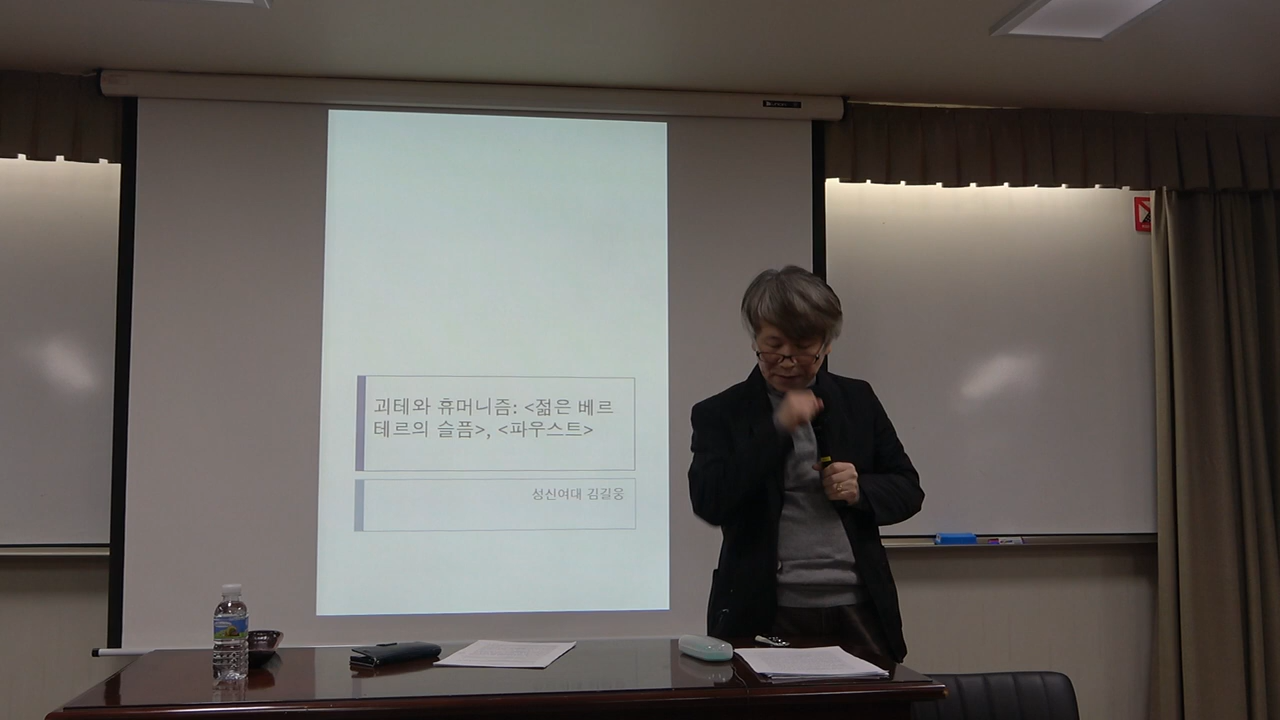 괴테와 휴머니즘: <젊은 베르
테르의 슬픔>, <파우스트>
성신여대 김길웅